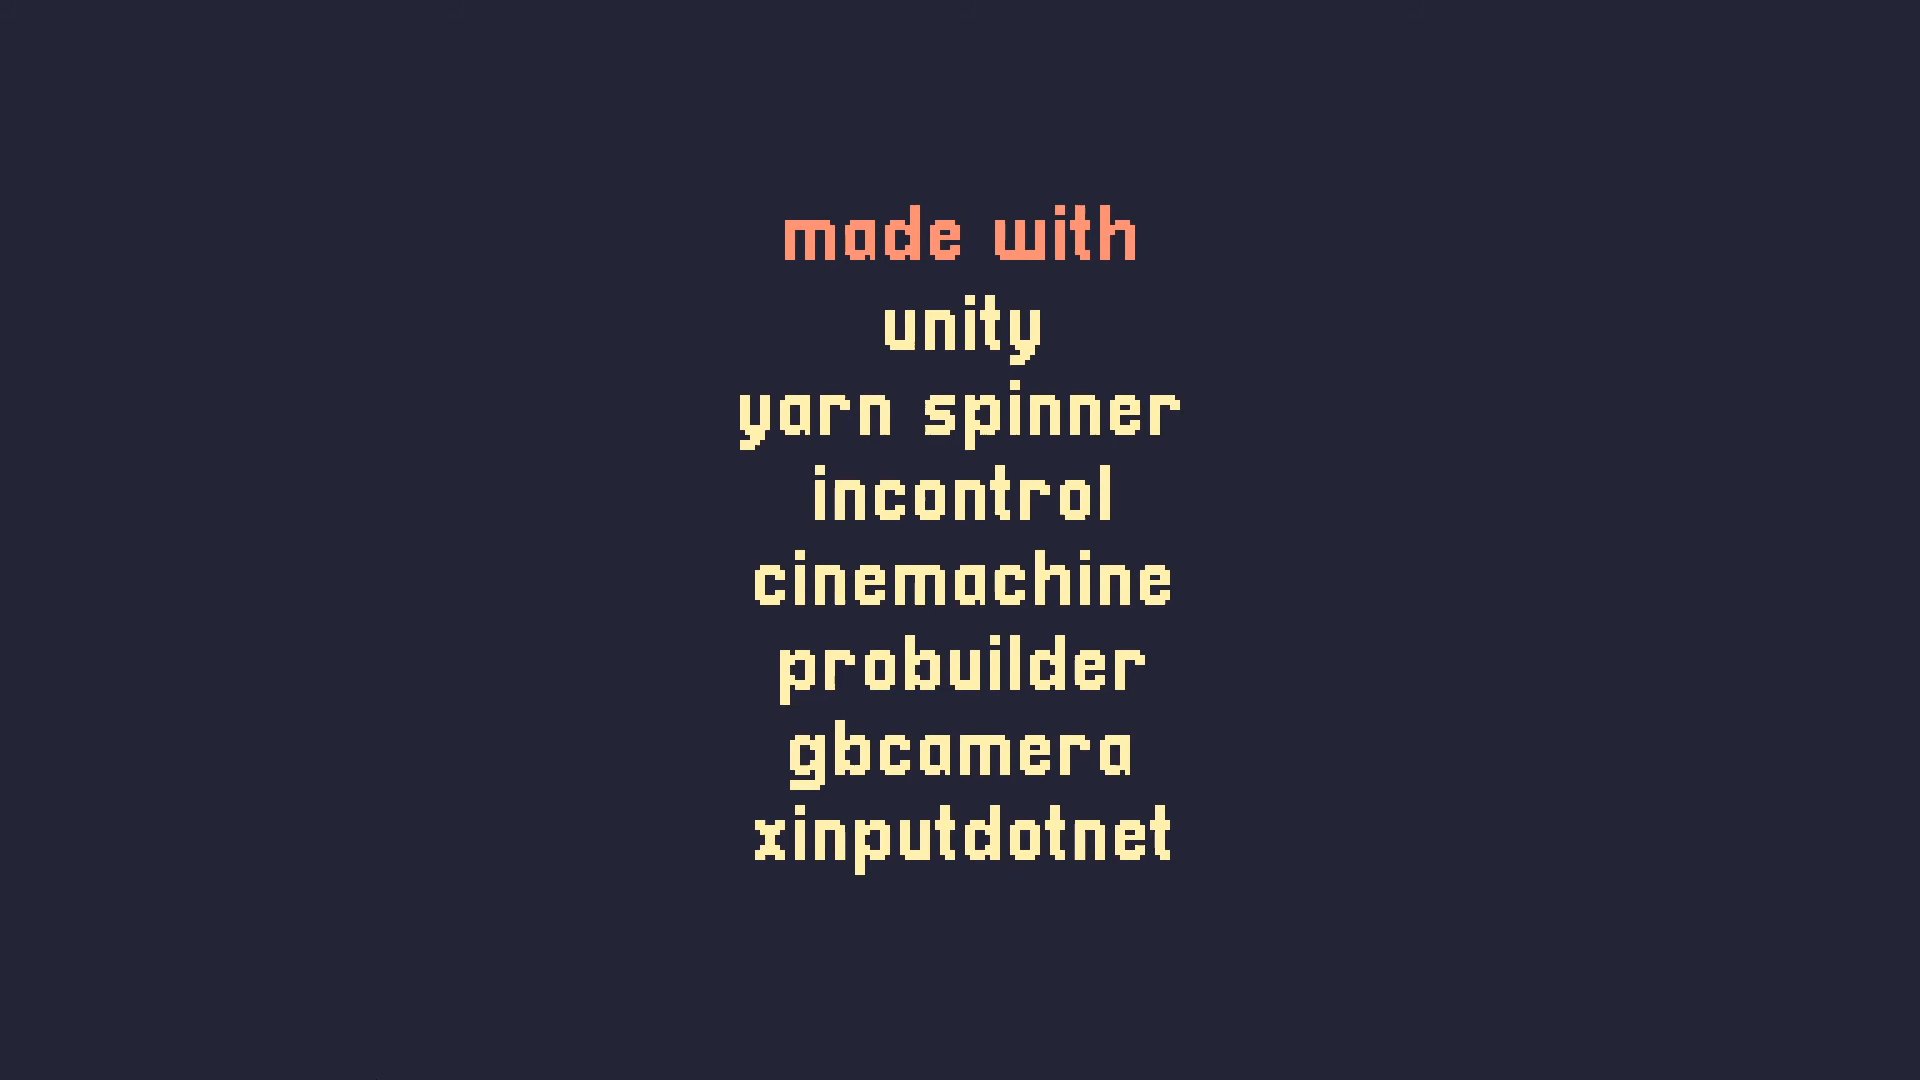 made with
unity
yarn spinner
incontrol
cinemachine
probuilder
gbcamera
xinputdotnet